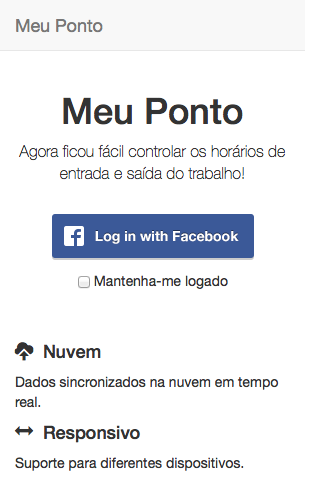 Meu Ponto
Meu Ponto
Agora ficou fácil controlar os horários de
entrada e saída do trabalho!
Log in with Facebook
Mantenha-me logado
Nuvem
Dados sincronizados na nuvem em tempo
real.
Responsivo
Suporte para diferentes dispositivos.